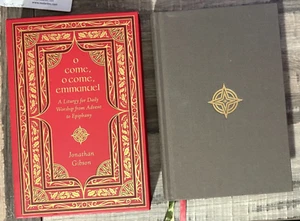 o
come,
o come,
emmanuel
A Liturgy for Daily
Worship from Advent
to Epiphany
Jonathan
Gibson